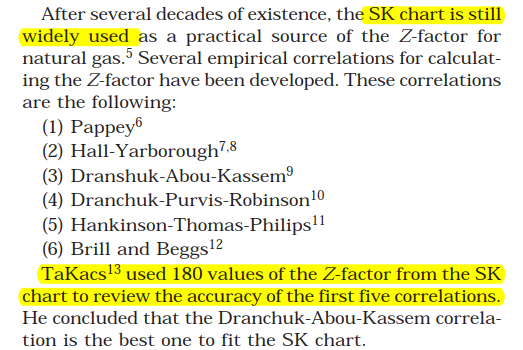 After several decades of existence, the SK chart is still
widely used as a practical source of the Z-factor for
natural gas.5 Several empirical correlations for calculat-
ing the Z-factor have been developed. These correlations
are the following:
(1) Pappey6
(2) Hall-Yarborough7,8
(3) Dranshuk-Abou-Kassem9
(4) Dranchuk-Purvis-Robinson10
(5) Hankinson-Thomas-Philips11
(6) Brill and Beggs12
TaKacs13 used 180 values of the Z-factor from the SK
chart to review the accuracy of the first five correlations.
He concluded that the Dranchuk-Abou-Kassem correla-
tion is the best one to fit the SK chart.